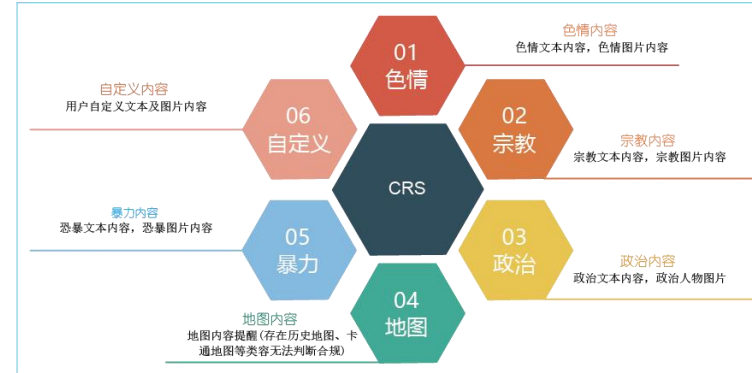 01
色情
色情内容
色情文本内容，色情图片内容
02
宗教
宗教内容
宗教文本内容，宗教图片内容
03
政治
政治内容
政治文本内容，政治人物图片
04
地图
地图内容
地图内容提醒(存在历史地图、卡
通地图等类容无法判断合规)
05
暴力
暴力内容
恐暴文本内容，恐暴图片内容
06
自定义
自定义内容
用户自定义文本及图片内容
CRS